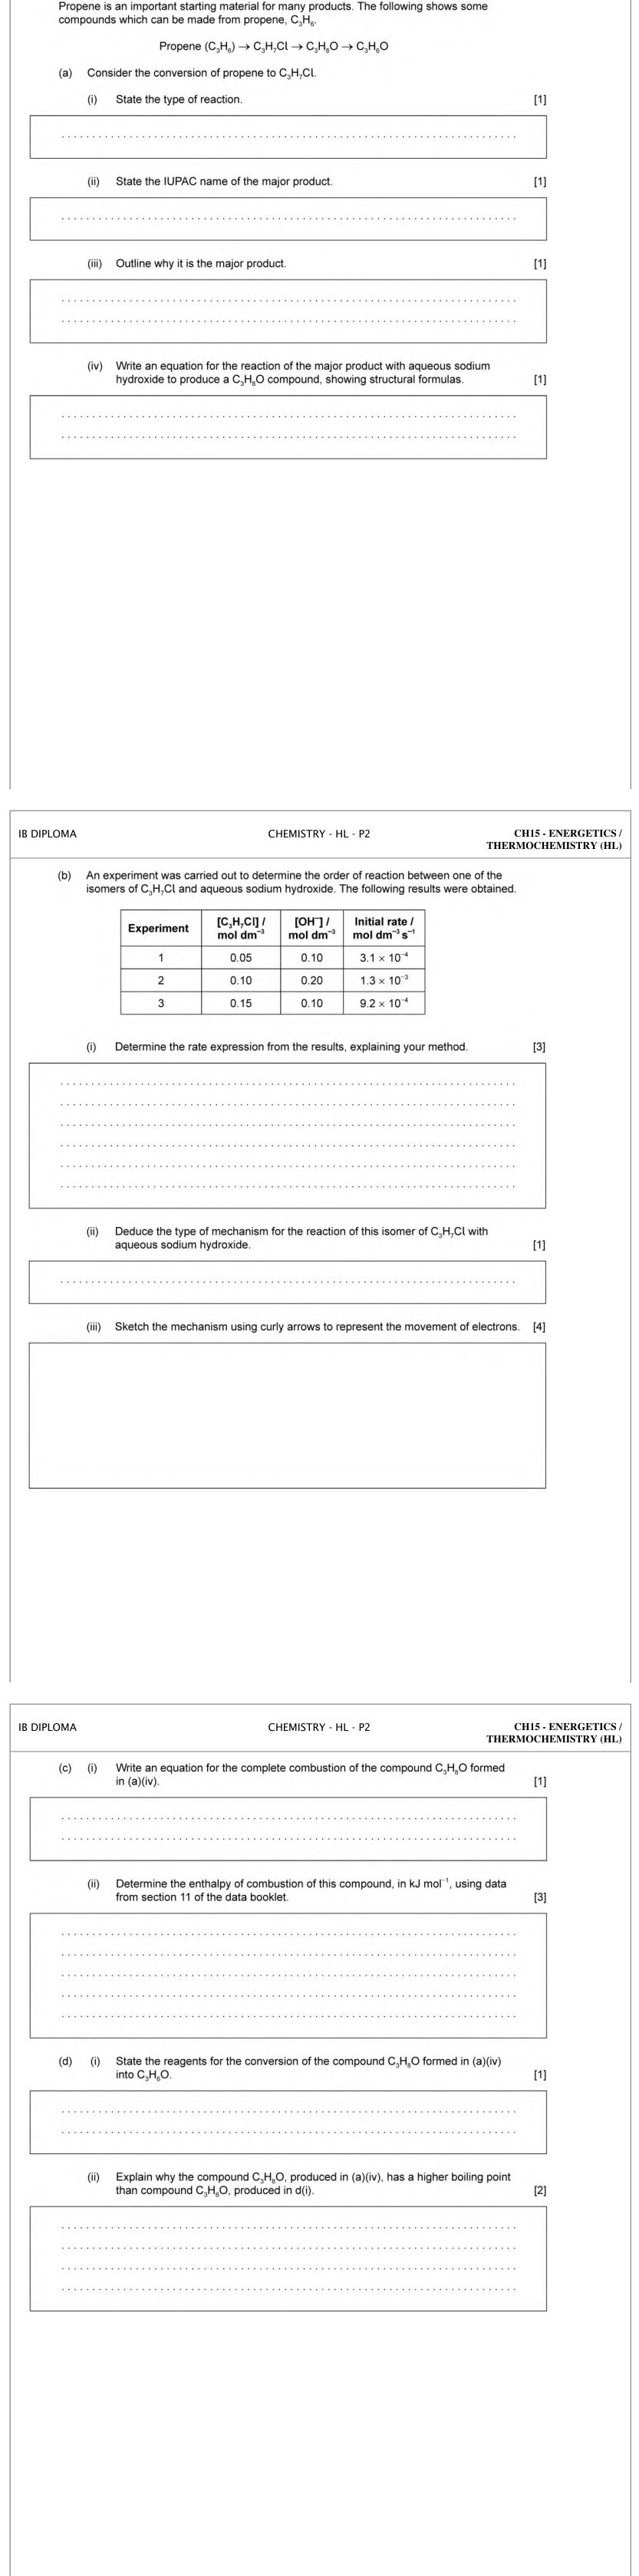 Propene is an important starting material for many products. The following shows some
compounds which can be made from propene, C₃H₆.
Propene (C₃H₆) → C₃H₇Cl → C₃H₈O → C₃H₆O
(a) Consider the conversion of propene to C₃H₇Cl.
(i) State the type of reaction. [1]
(ii) State the IUPAC name of the major product. [1]
(iii) Outline why it is the major product. [1]
(iv) Write an equation for the reaction of the major product with aqueous sodium
hydroxide to produce a C₃H₈O compound, showing structural formulas. [1]
IB DIPLOMA CHEMISTRY - HL - P2 CH15 - ENERGETICS /
THERMOCHEMISTRY (HL)
(b) An experiment was carried out to determine the order of reaction between one of the
isomers of C₃H₇Cl and aqueous sodium hydroxide. The following results were obtained.
Experiment [C₃H₇Cl] / mol dm⁻³ [OH⁻] / mol dm⁻³ Initial rate / mol dm⁻³ s⁻¹
1 0.05 0.10 3.1 × 10⁻⁴
2 0.10 0.20 1.3 × 10⁻³
3 0.15 0.10 9.2 × 10⁻⁴
(i) Determine the rate expression from the results, explaining your method. [3]
(ii) Deduce the type of mechanism for the reaction of this isomer of C₃H₇Cl with
aqueous sodium hydroxide. [1]
(iii) Sketch the mechanism using curly arrows to represent the movement of electrons. [4]
IB DIPLOMA CHEMISTRY - HL - P2 CH15 - ENERGETICS /
THERMOCHEMISTRY (HL)
(c) (i) Write an equation for the complete combustion of the compound C₃H₈O formed
in (a)(iv). [1]
(ii) Determine the enthalpy of combustion of this compound, in kJ mol⁻¹, using data
from section 11 of the data booklet. [3]
(d) (i) State the reagents for the conversion of the compound C₃H₈O formed in (a)(iv)
into C₃H₆O. [1]
(ii) Explain why the compound C₃H₈O, produced in (a)(iv), has a higher boiling point
than compound C₃H₆O, produced in d(i). [2]